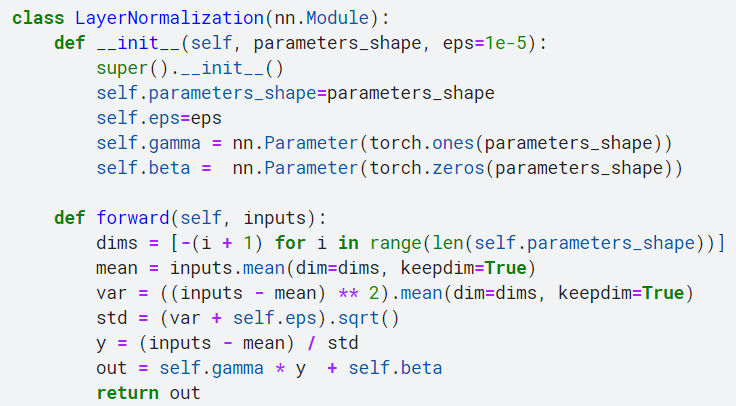 class LayerNormalization(nn.Module):
    def __init__(self, parameters_shape, eps=1e-5):
        super().__init__()
        self.parameters_shape=parameters_shape
        self.eps=eps
        self.gamma = nn.Parameter(torch.ones(parameters_shape))
        self.beta =  nn.Parameter(torch.zeros(parameters_shape))

    def forward(self, inputs):
        dims = [-(i + 1) for i in range(len(self.parameters_shape))]
        mean = inputs.mean(dim=dims, keepdim=True)
        var = ((inputs - mean) ** 2).mean(dim=dims, keepdim=True)
        std = (var + self.eps).sqrt()
        y = (inputs - mean) / std
        out = self.gamma * y  + self.beta
        return out